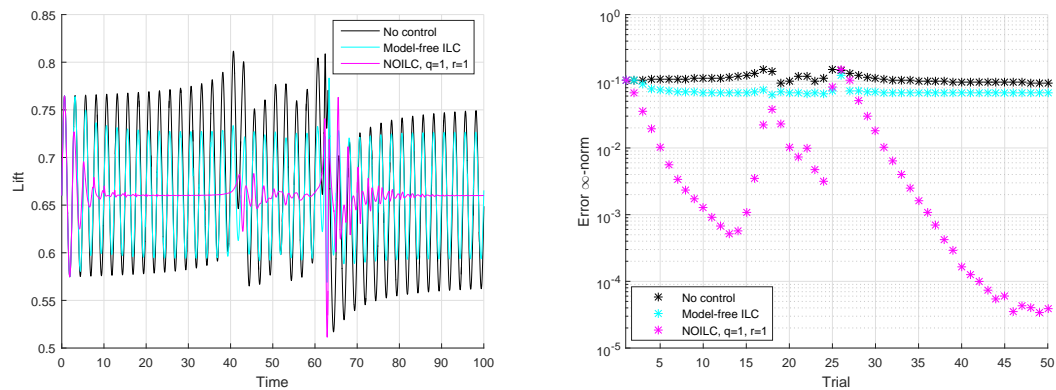 0.85
0.8
0.75
0.7
0.65
0.6
0.55
0.5
Lift
0 10 20 30 40 50 60 70 80 90 100
Time
No control
Model-free ILC
NOILC, q=1, r=1
10^0
10^-1
10^-2
10^-3
10^-4
10^-5
Error ∞-norm
5 10 15 20 25 30 35 40 45 50
Trial
No control
Model-free ILC
NOILC, q=1, r=1